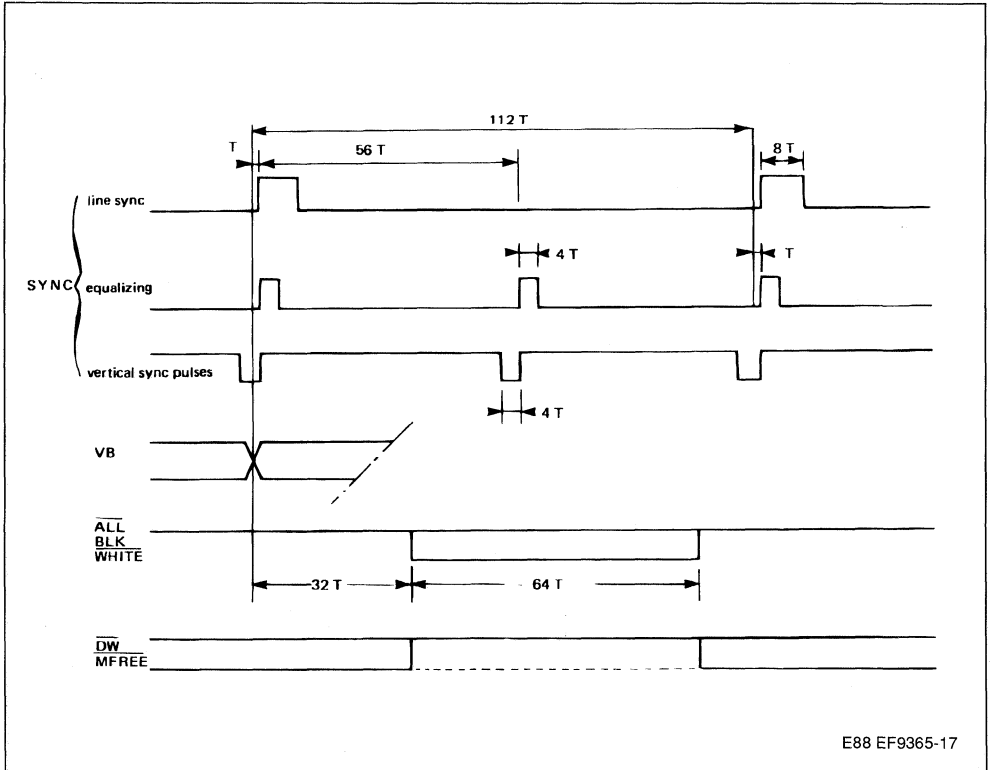 112 T
T
56 T
8 T
line sync
4 T
T
SYNC
equalizing
vertical sync pulses
4 T
VB
ALL
BLK
WHITE
32 T
64 T
DW
MFREE
E88 EF9365-17